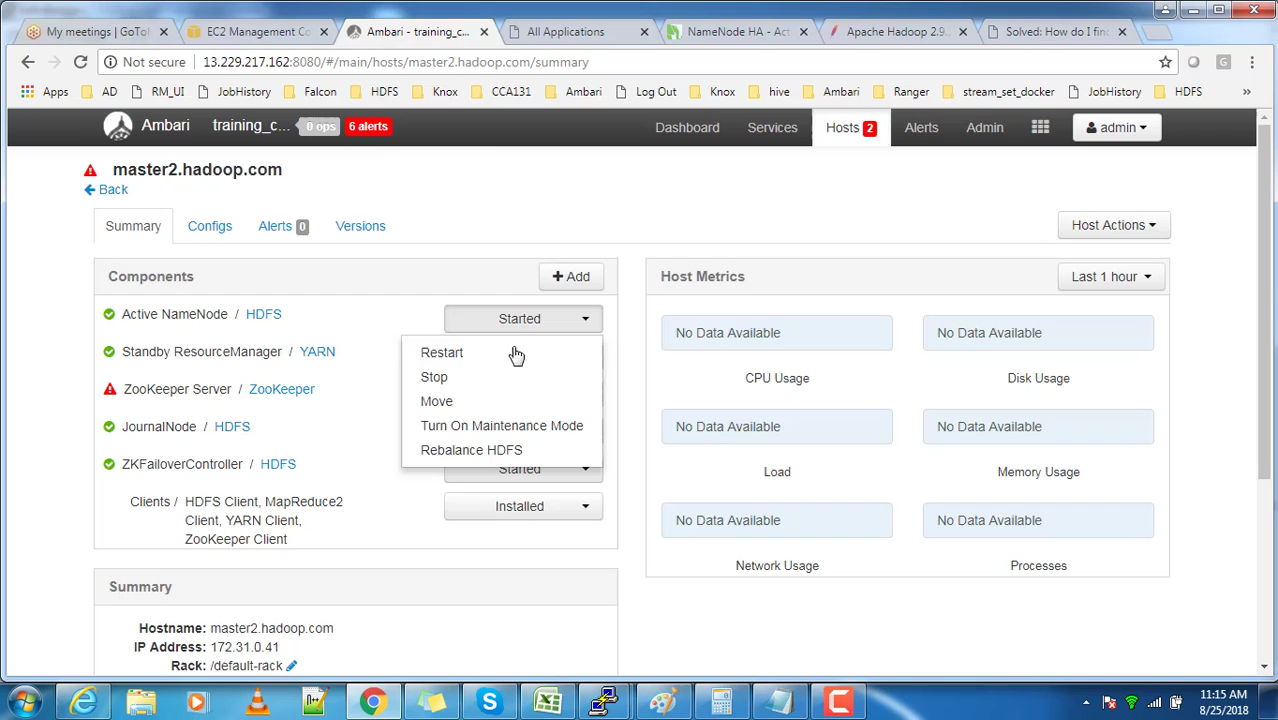 My meetings | GoToM
EC2 Management Co
Ambari - training_c...
All Applications
NameNode HA - Act
Apache Hadoop 2.9.
Solved: How do I find
Not secure
13.229.217.162:8080/#/main/hosts/master2.hadoop.com/summary
Apps
AD
RM_UI
JobHistory
Falcon
HDFS
Knox
CCA131
Ambari
Log Out
Knox
hive
Ambari
Ranger
stream_set_docker
JobHistory
HDFS
»
Ambari
training_c...
0 ops
6 alerts
Dashboard
Services
Hosts 2
Alerts
Admin
admin
master2.hadoop.com
Back
Summary
Configs
Alerts 0
Versions
Host Actions
Components
+ Add
Active NameNode / HDFS
Started
Restart
Stop
Move
Turn On Maintenance Mode
Rebalance HDFS
Standby ResourceManager / YARN
ZooKeeper Server / ZooKeeper
JournalNode / HDFS
ZKFailoverController / HDFS
Started
Clients / HDFS Client, MapReduce2
Client, YARN Client,
ZooKeeper Client
Installed
Host Metrics
Last 1 hour
No Data Available
CPU Usage
No Data Available
Disk Usage
No Data Available
Load
No Data Available
Memory Usage
No Data Available
Network Usage
No Data Available
Processes
Summary
Hostname: master2.hadoop.com
IP Address: 172.31.0.41
Rack: /default-rack
11:15 AM
8/25/2018